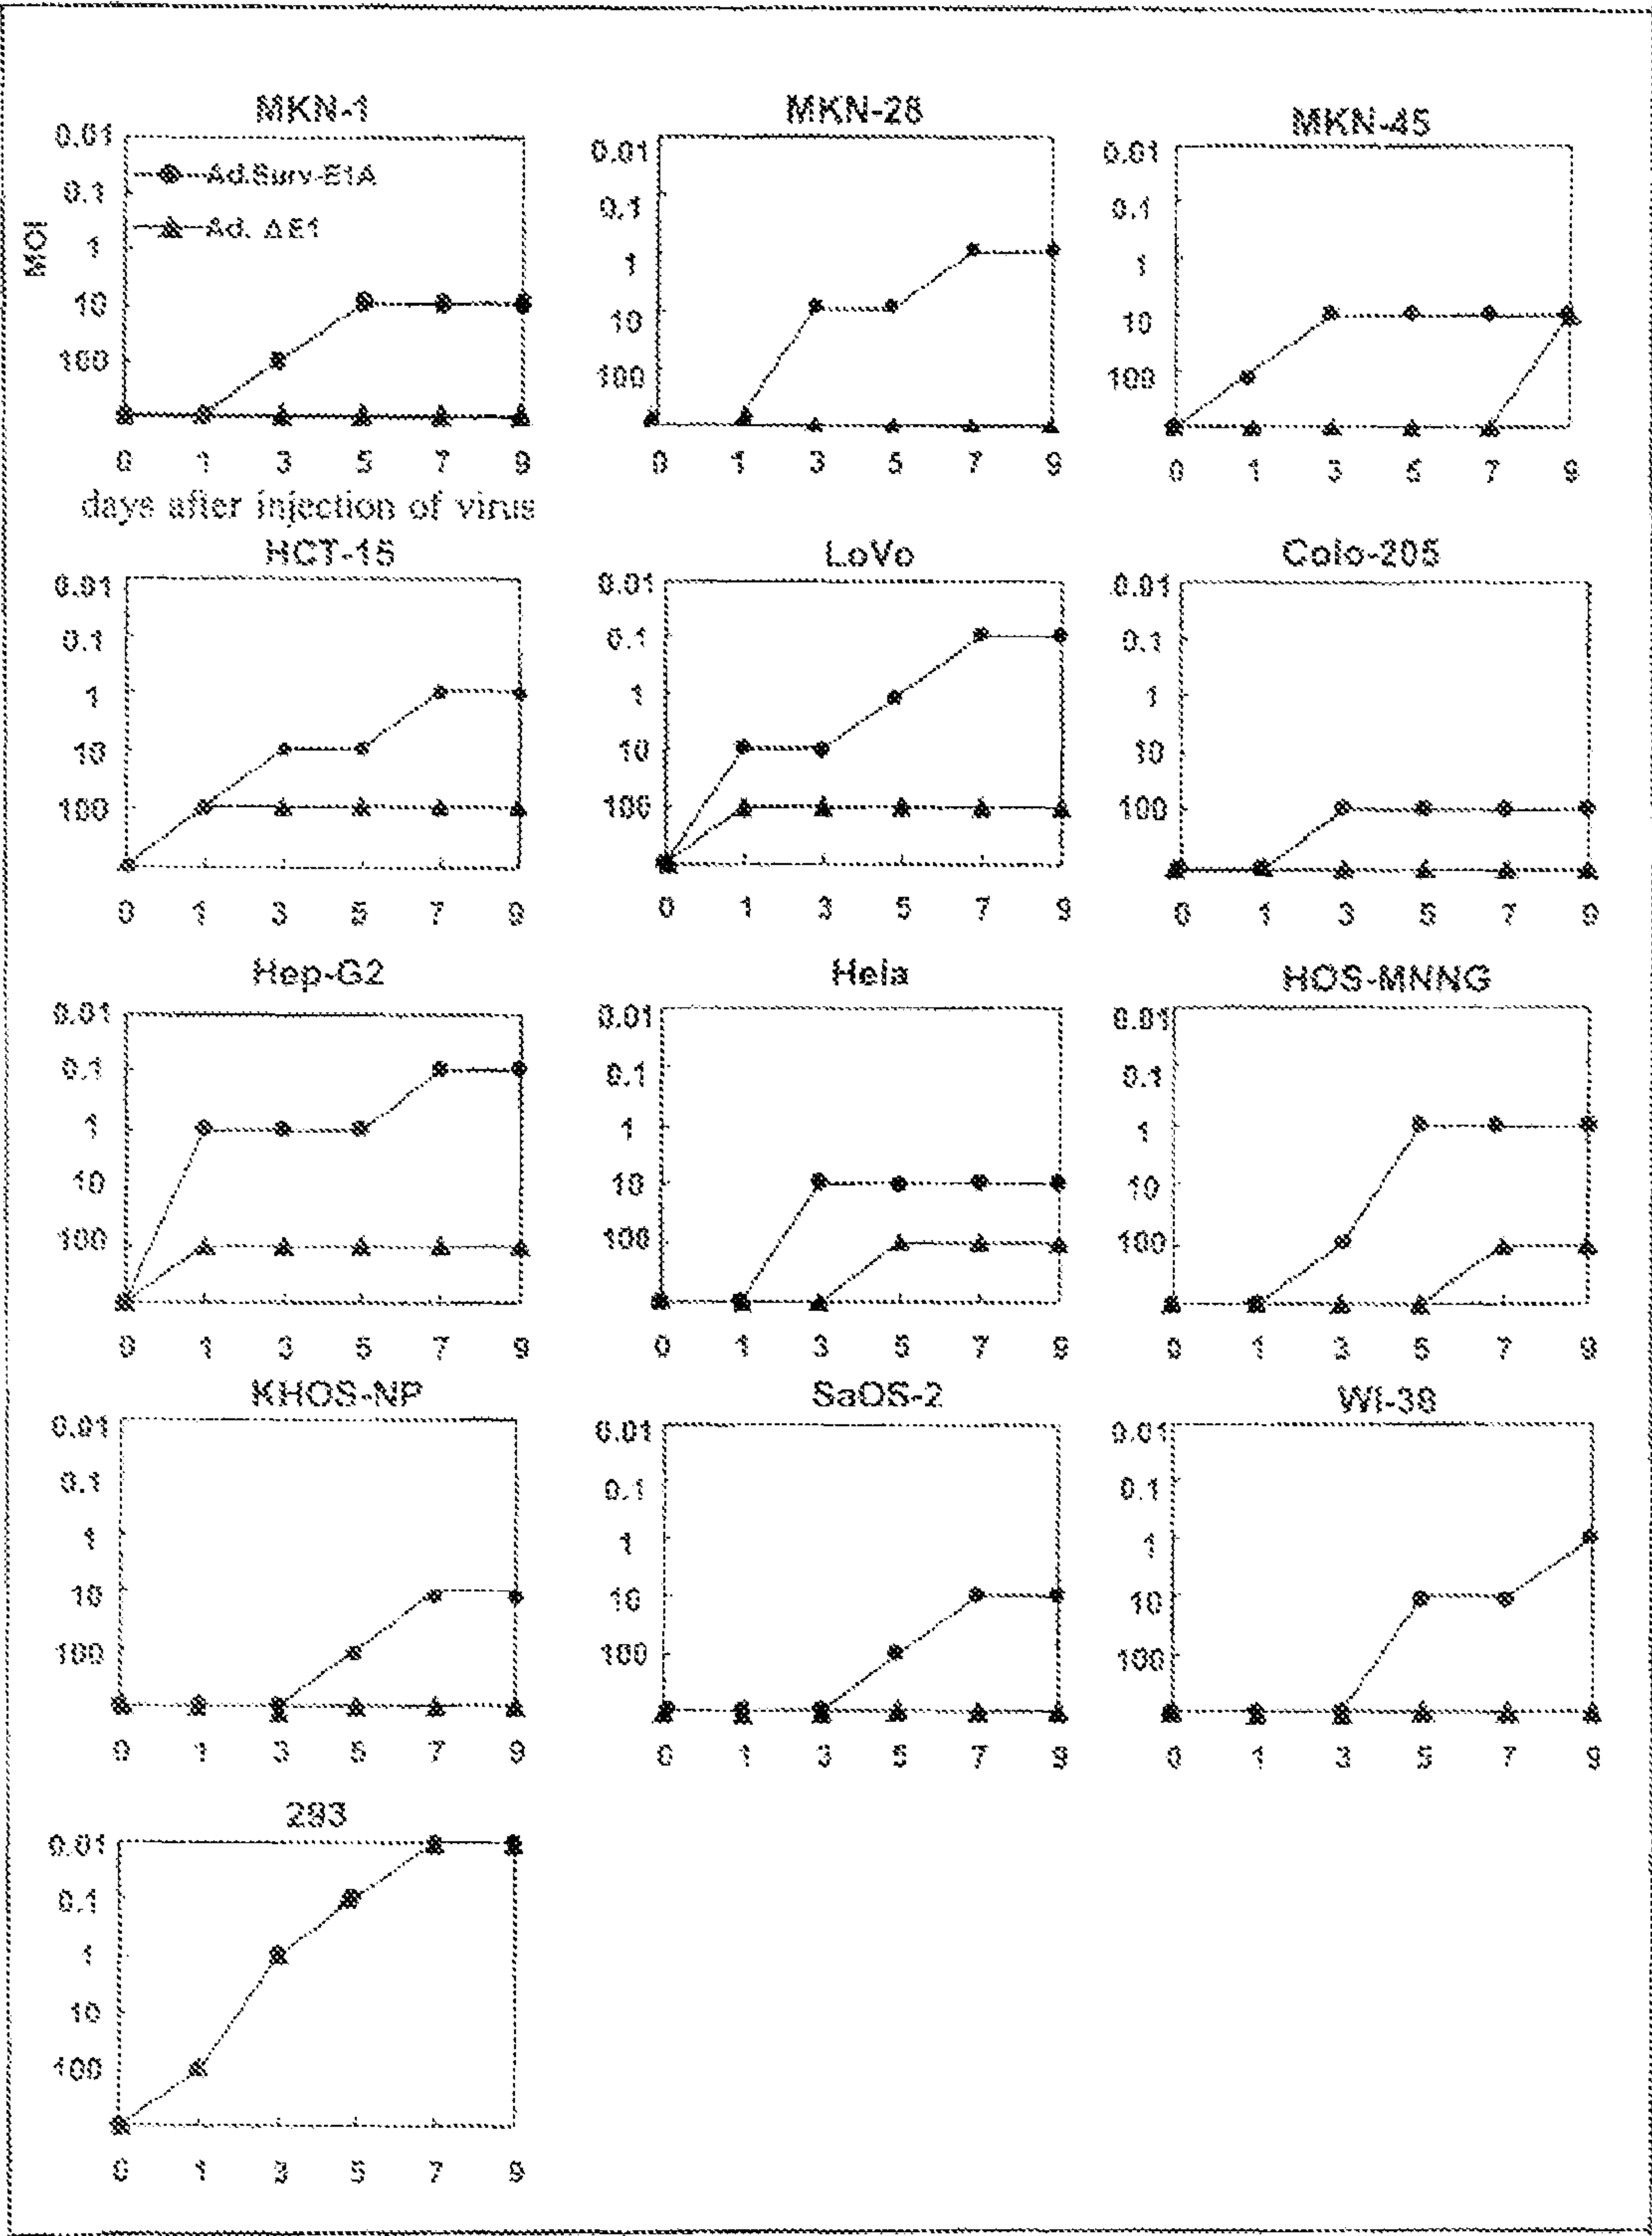 MKN-1 MKN-28 MKN-45
0.01 0.01 0.01
Ad.Surv-E1A
0.1 0.1 0.1
Ad. ΔE1
MOI
1 1 1
10 10 10
100 100 100
0 1 3 5 7 9 0 1 3 5 7 9 0 1 3 5 7 9
days after injection of virus
HCT-15 LoVo Colo-205
0.01 0.01 0.01
0.1 0.1 0.1
1 1 1
10 10 10
100 100 100
0 1 3 5 7 9 0 1 3 5 7 9 0 1 3 5 7 9
Hep-G2 Hela HOS-MNNG
0.01 0.01 0.01
0.1 0.1 0.1
1 1 1
10 10 10
100 100 100
0 1 3 5 7 9 0 1 3 5 7 9 0 1 3 5 7 9
KHOS-NP SaOS-2 WI-38
0.01 0.01 0.01
0.1 0.1 0.1
1 1 1
10 10 10
100 100 100
0 1 3 5 7 9 0 1 3 5 7 9 0 1 3 5 7 9
293
0.01
0.1
1
10
100
0 1 3 5 7 9